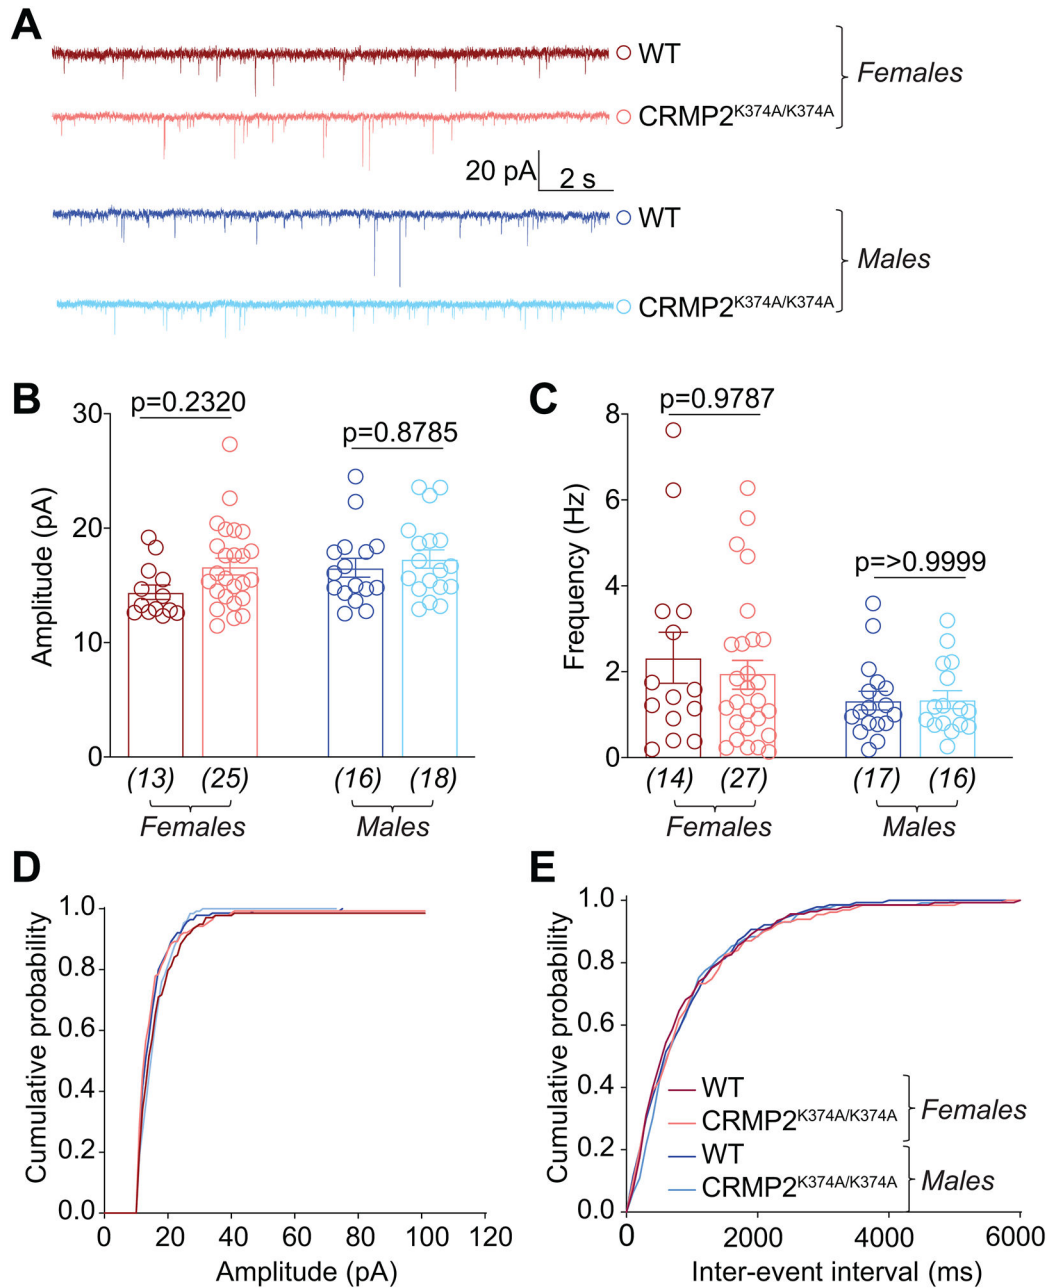 A
WT
CRMP2K374A/K374A
Females
20 pA
2 s
WT
CRMP2K374A/K374A
Males
B
p=0.2320
p=0.8785
30
20
10
0
Amplitude (pA)
(13) (25) (16) (18)
Females Males
C
p=0.9787
p=>0.9999
8
6
4
2
0
Frequency (Hz)
(14) (27) (17) (16)
Females Males
D
1.0
0.8
0.6
0.4
0.2
0.0
Cumulative probability
0 20 40 60 80 100 120
Amplitude (pA)
E
1.0
0.8
0.6
0.4
0.2
0.0
Cumulative probability
WT
CRMP2K374A/K374A
Females
WT
CRMP2K374A/K374A
Males
0 2000 4000 6000
Inter-event interval (ms)